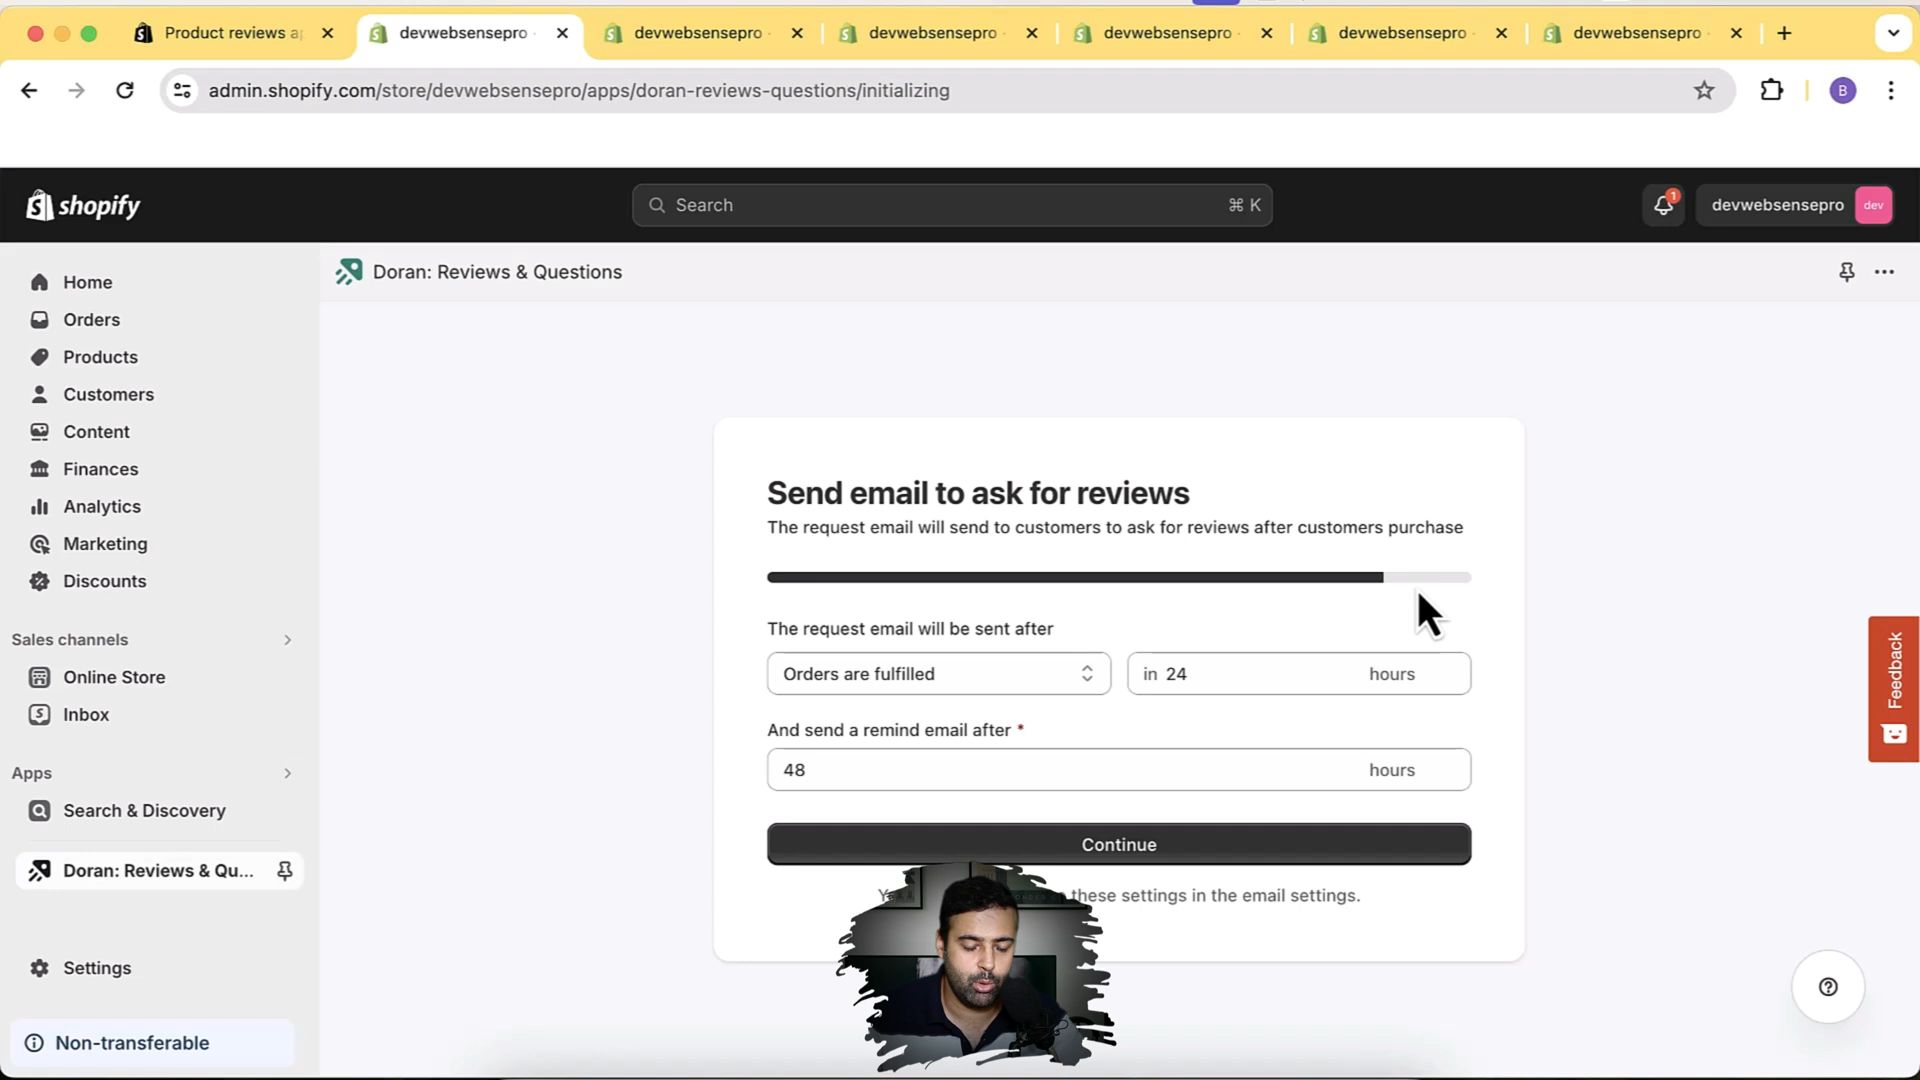 Product reviews a
devwebsensepro
devwebsensepro
devwebsensepro
devwebsensepro
devwebsensepro
devwebsensepro
admin.shopify.com/store/devwebsensepro/apps/doran-reviews-questions/initializing
B
shopify
Search
⌘ K
1
devwebsensepro
dev
Home
Orders
Products
Customers
Content
Finances
Analytics
Marketing
Discounts
Sales channels
Online Store
Inbox
Apps
Search & Discovery
Doran: Reviews & Qu...
Settings
Non-transferable
Doran: Reviews & Questions
Send email to ask for reviews
The request email will send to customers to ask for reviews after customers purchase
The request email will be sent after
Orders are fulfilled
in 24 hours
And send a remind email after *
48 hours
Continue
these settings in the email settings.
Feedback